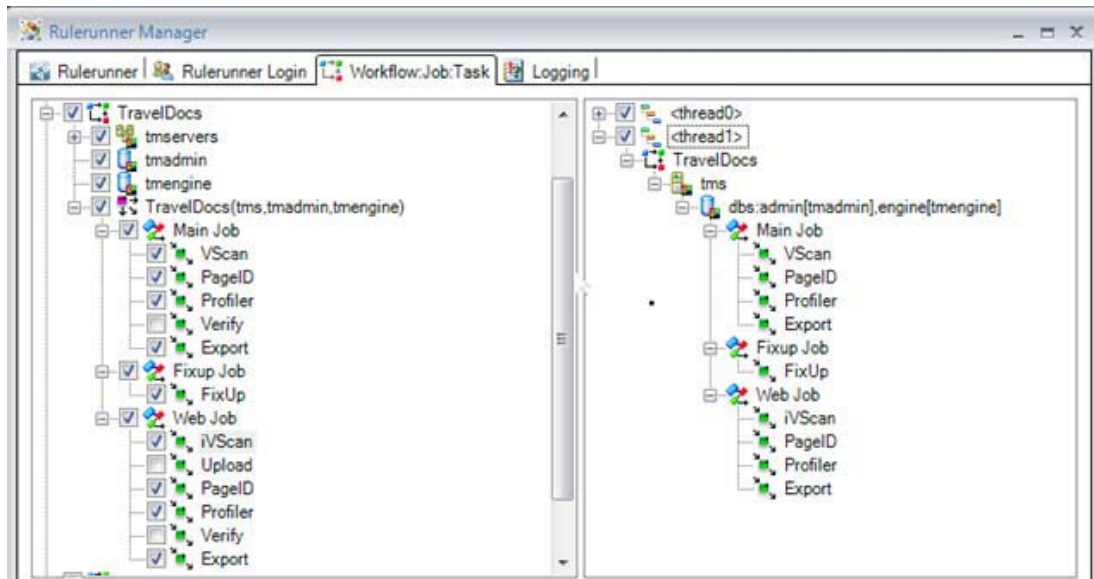 Rulerunner Manager
Rulerunner Rulerunner Login Workflow:Job:Task Logging
TravelDocs
tmservers
tmadmin
tmengine
TravelDocs(tms,tmadmin,tmengine)
Main Job
VScan
PageID
Profiler
Verify
Export
Fixup Job
FixUp
Web Job
iVScan
Upload
PageID
Profiler
Verify
Export
<thread0>
<thread1>
TravelDocs
tms
dbs:admin[tmadmin],engine[tmengine]
Main Job
VScan
PageID
Profiler
Export
Fixup Job
FixUp
Web Job
iVScan
PageID
Profiler
Export